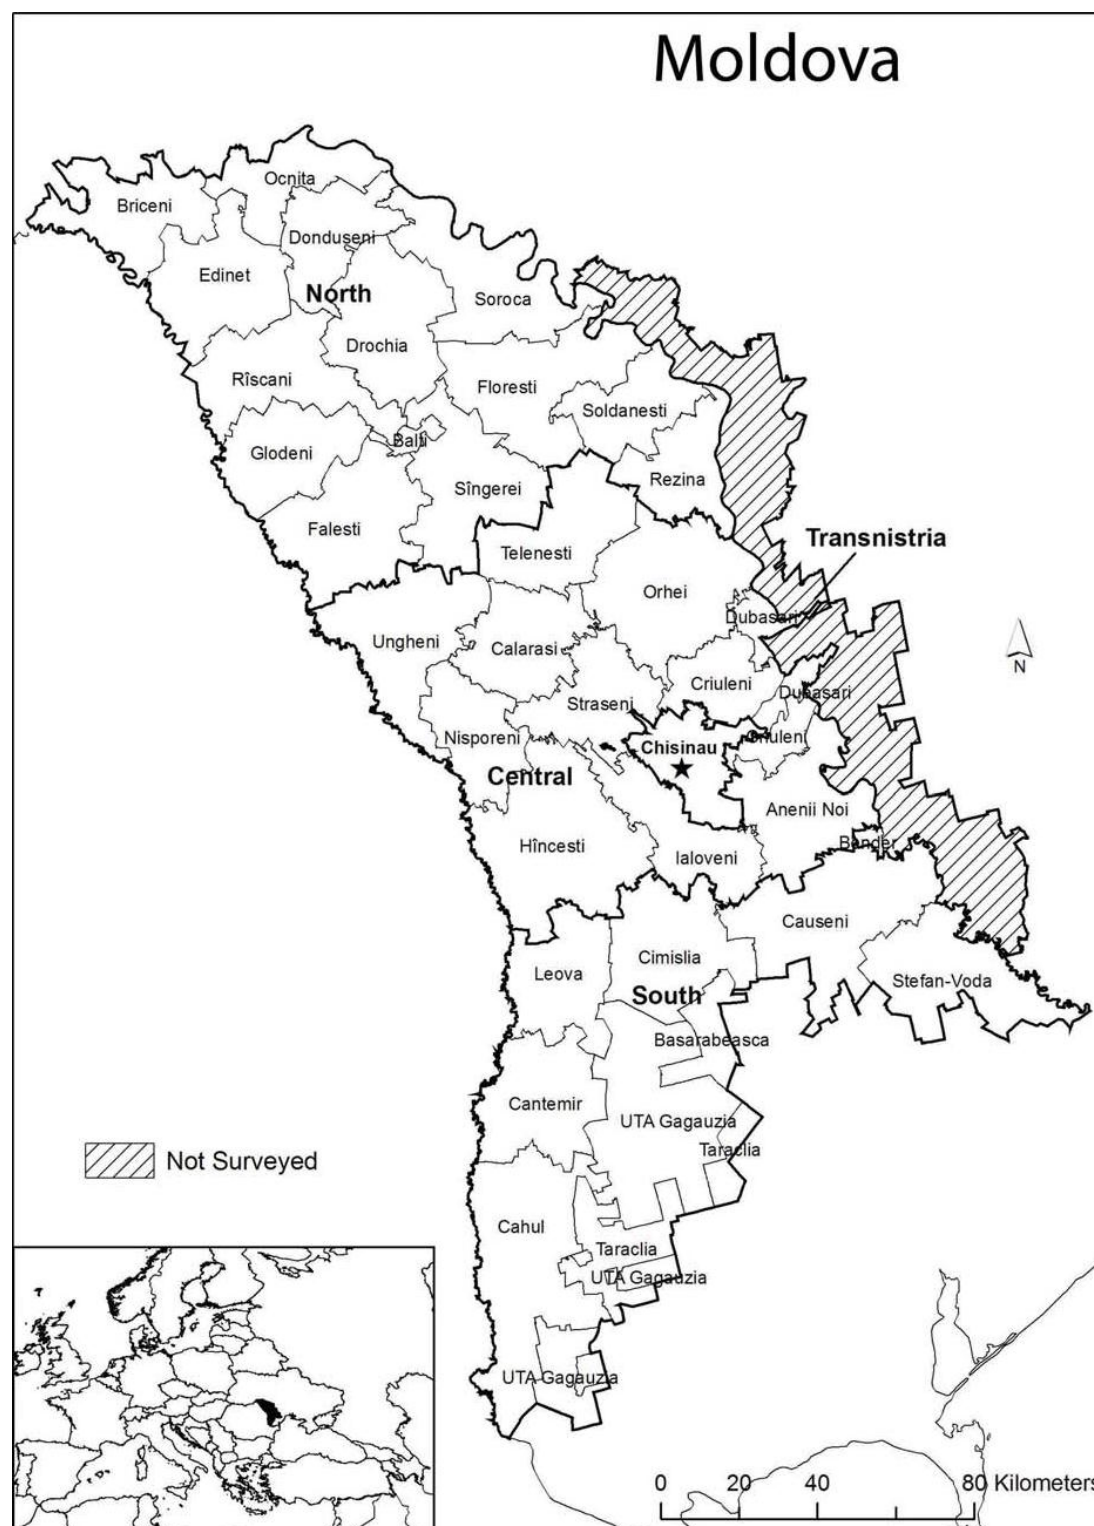 Moldova
Ocnita
Briceni
Donduseni
Edinet
North
Soroca
Drochia
Rîscani
Floresti
Soldanesti
Balti
Glodeni
Rezina
Sîngerei
Falesti
Transnistria
Telenesti
Orhei
Dubasari
Ungheni
Calarasi
Criuleni
Dubasari
Straseni
Nisporeni
Criuleni
Chisinau
Central
Anenii Noi
Hîncesti
Bender
Ialoveni
Causeni
Cimislia
Leova
Stefan-Voda
South
Basarabeasca
Cantemir
UTA Gagauzia
Taraclia
Not Surveyed
Cahul
Taraclia
UTA Gagauzia
UTA Gagauzia
N
0 20 40 80 Kilometers